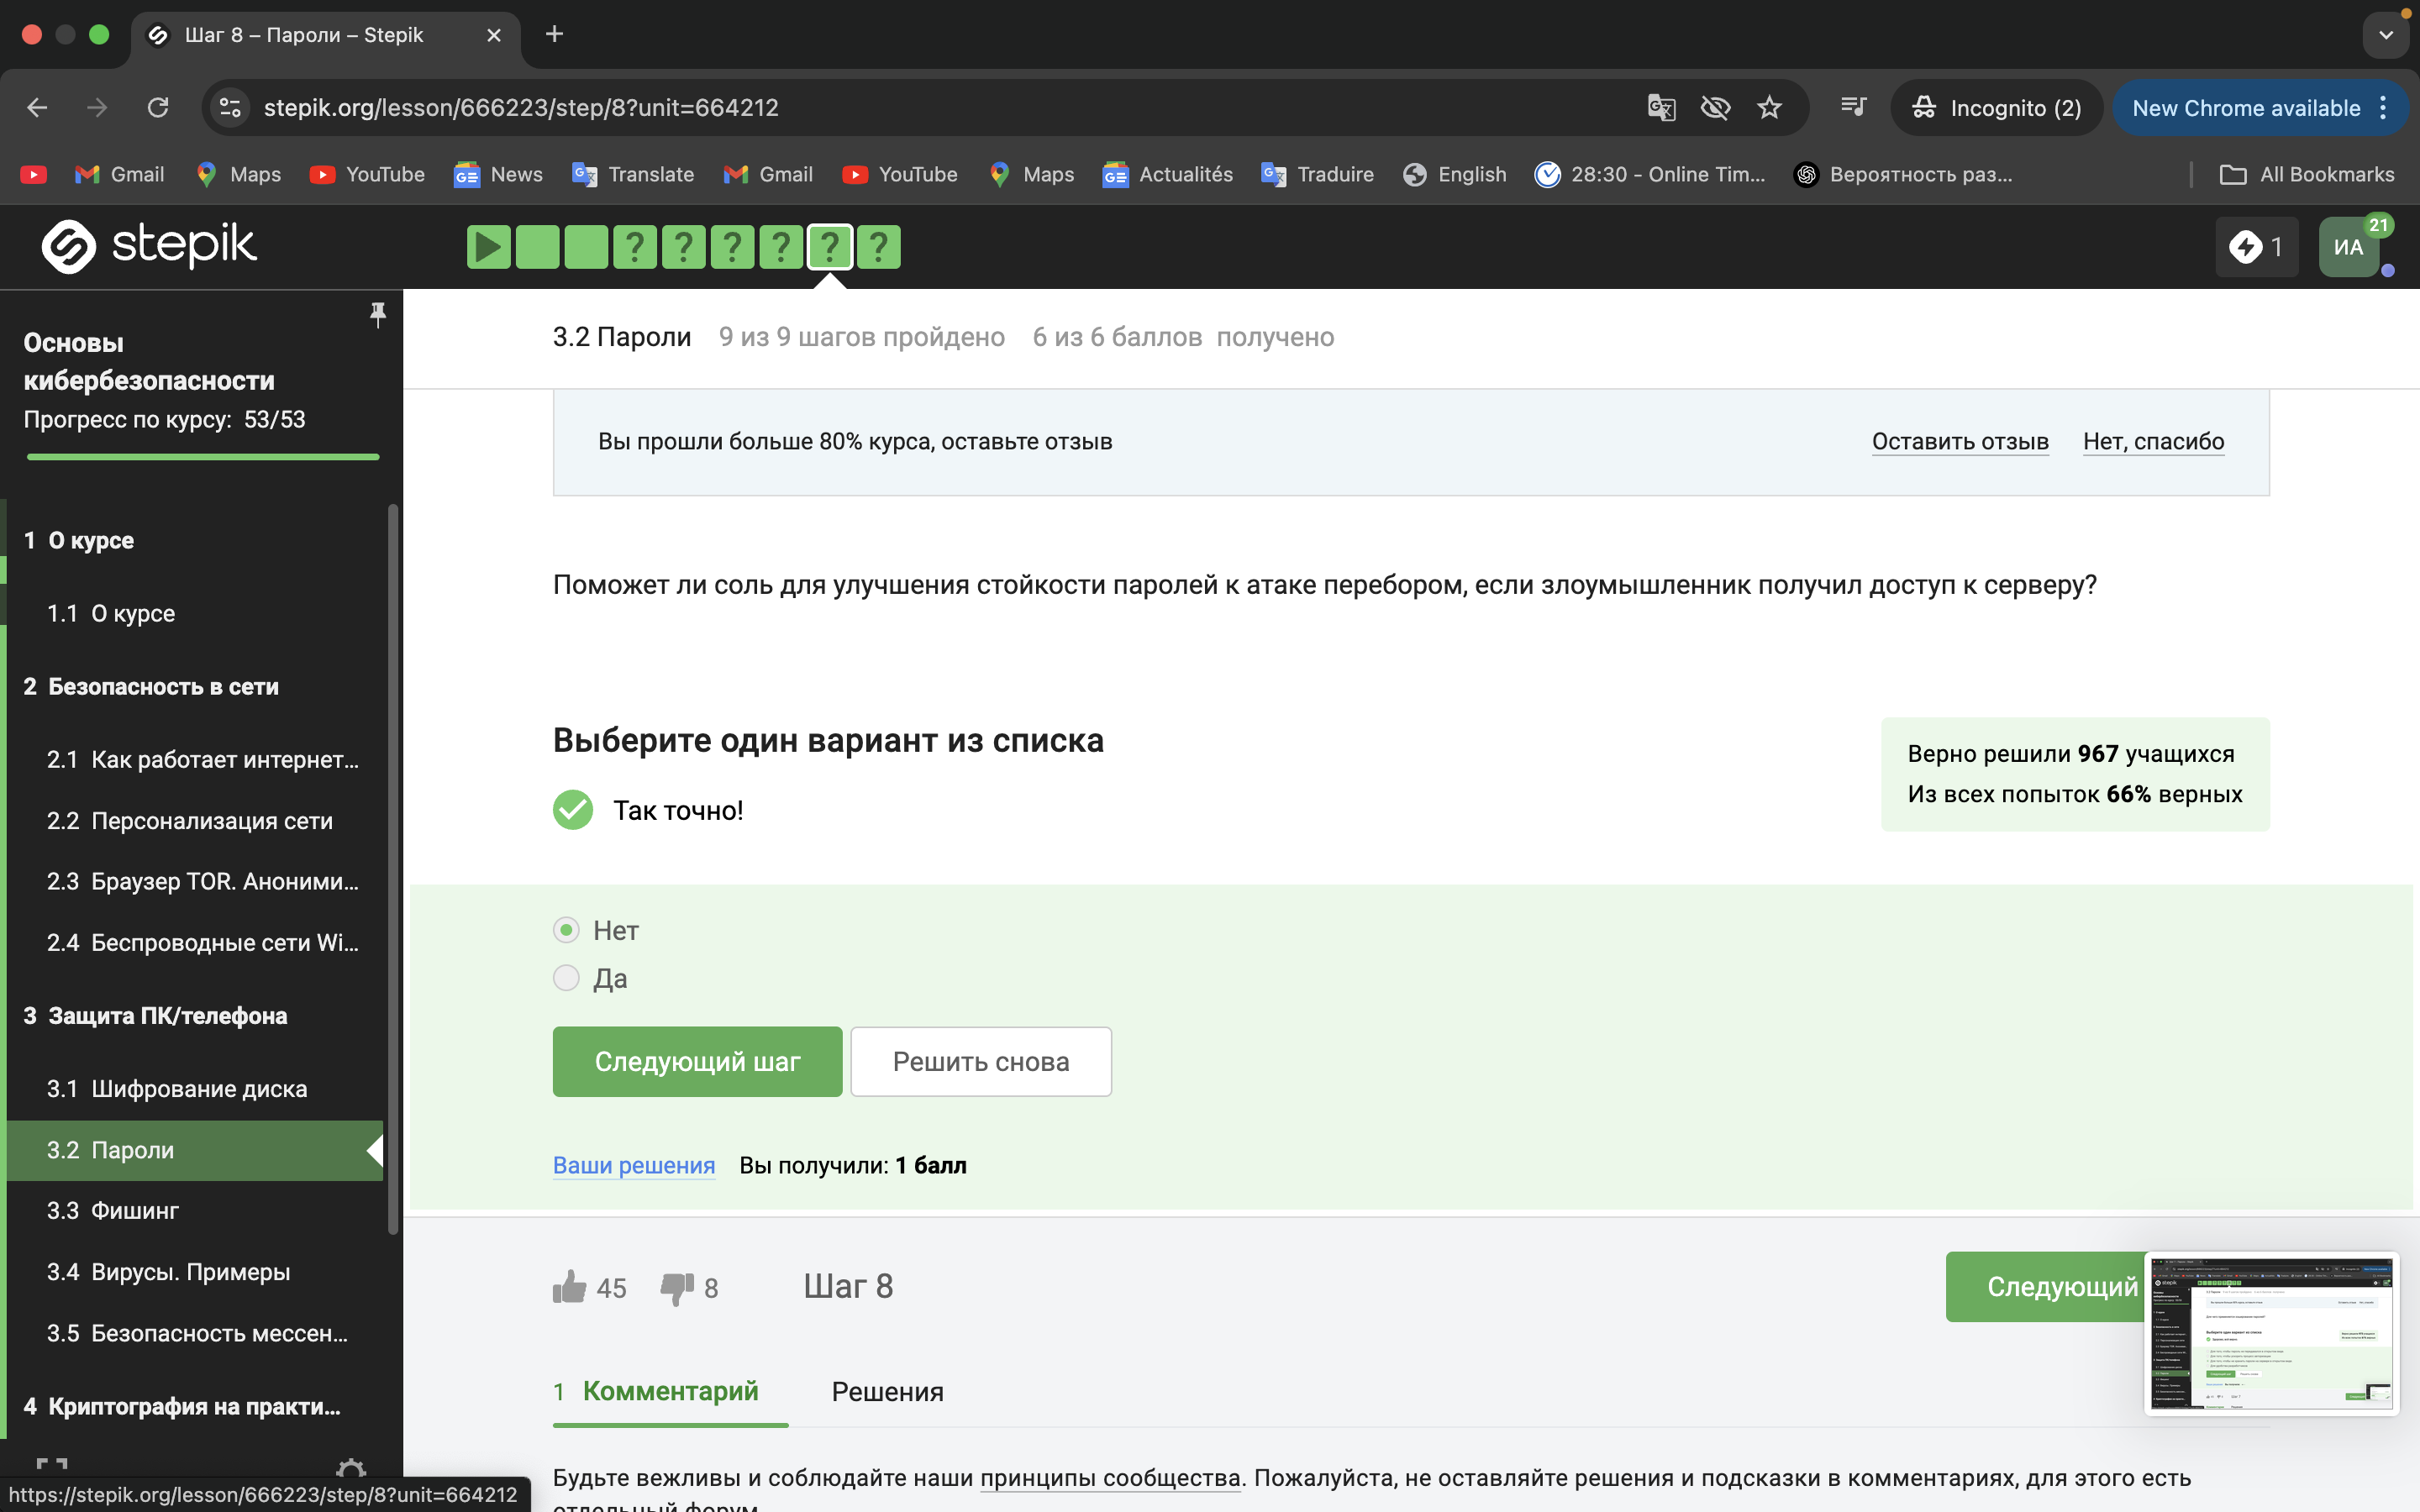 Шаг 8 – Пароли – Stepik
stepik.org/lesson/666223/step/8?unit=664212
Incognito (2)
New Chrome available
Gmail
Maps
YouTube
News
Translate
Gmail
YouTube
Maps
Actualités
Traduire
English
28:30 - Online Tim...
Вероятность раз...
All Bookmarks
stepik
? ? ? ? ? ?
1
ИА
21
Основы
кибербезопасности
Прогресс по курсу: 53/53
1 О курсе
1.1 О курсе
2 Безопасность в сети
2.1 Как работает интернет...
2.2 Персонализация сети
2.3 Браузер TOR. Аноними...
2.4 Беспроводные сети Wi...
3 Защита ПК/телефона
3.1 Шифрование диска
3.2 Пароли
3.3 Фишинг
3.4 Вирусы. Примеры
3.5 Безопасность мессен...
4 Криптография на практи...
https://stepik.org/lesson/666223/step/8?unit=664212
3.2 Пароли 9 из 9 шагов пройдено 6 из 6 баллов получено
Вы прошли больше 80% курса, оставьте отзыв
Оставить отзыв
Нет, спасибо
Поможет ли соль для улучшения стойкости паролей к атаке перебором, если злоумышленник получил доступ к серверу?
Выберите один вариант из списка
Так точно!
Верно решили 967 учащихся
Из всех попыток 66% верных
Нет
Да
Следующий шаг
Решить снова
Ваши решения Вы получили: 1 балл
45
8
Шаг 8
Следующий
1 Комментарий
Решения
Будьте вежливы и соблюдайте наши принципы сообщества. Пожалуйста, не оставляйте решения и подсказки в комментариях, для этого есть
отдельный форум.